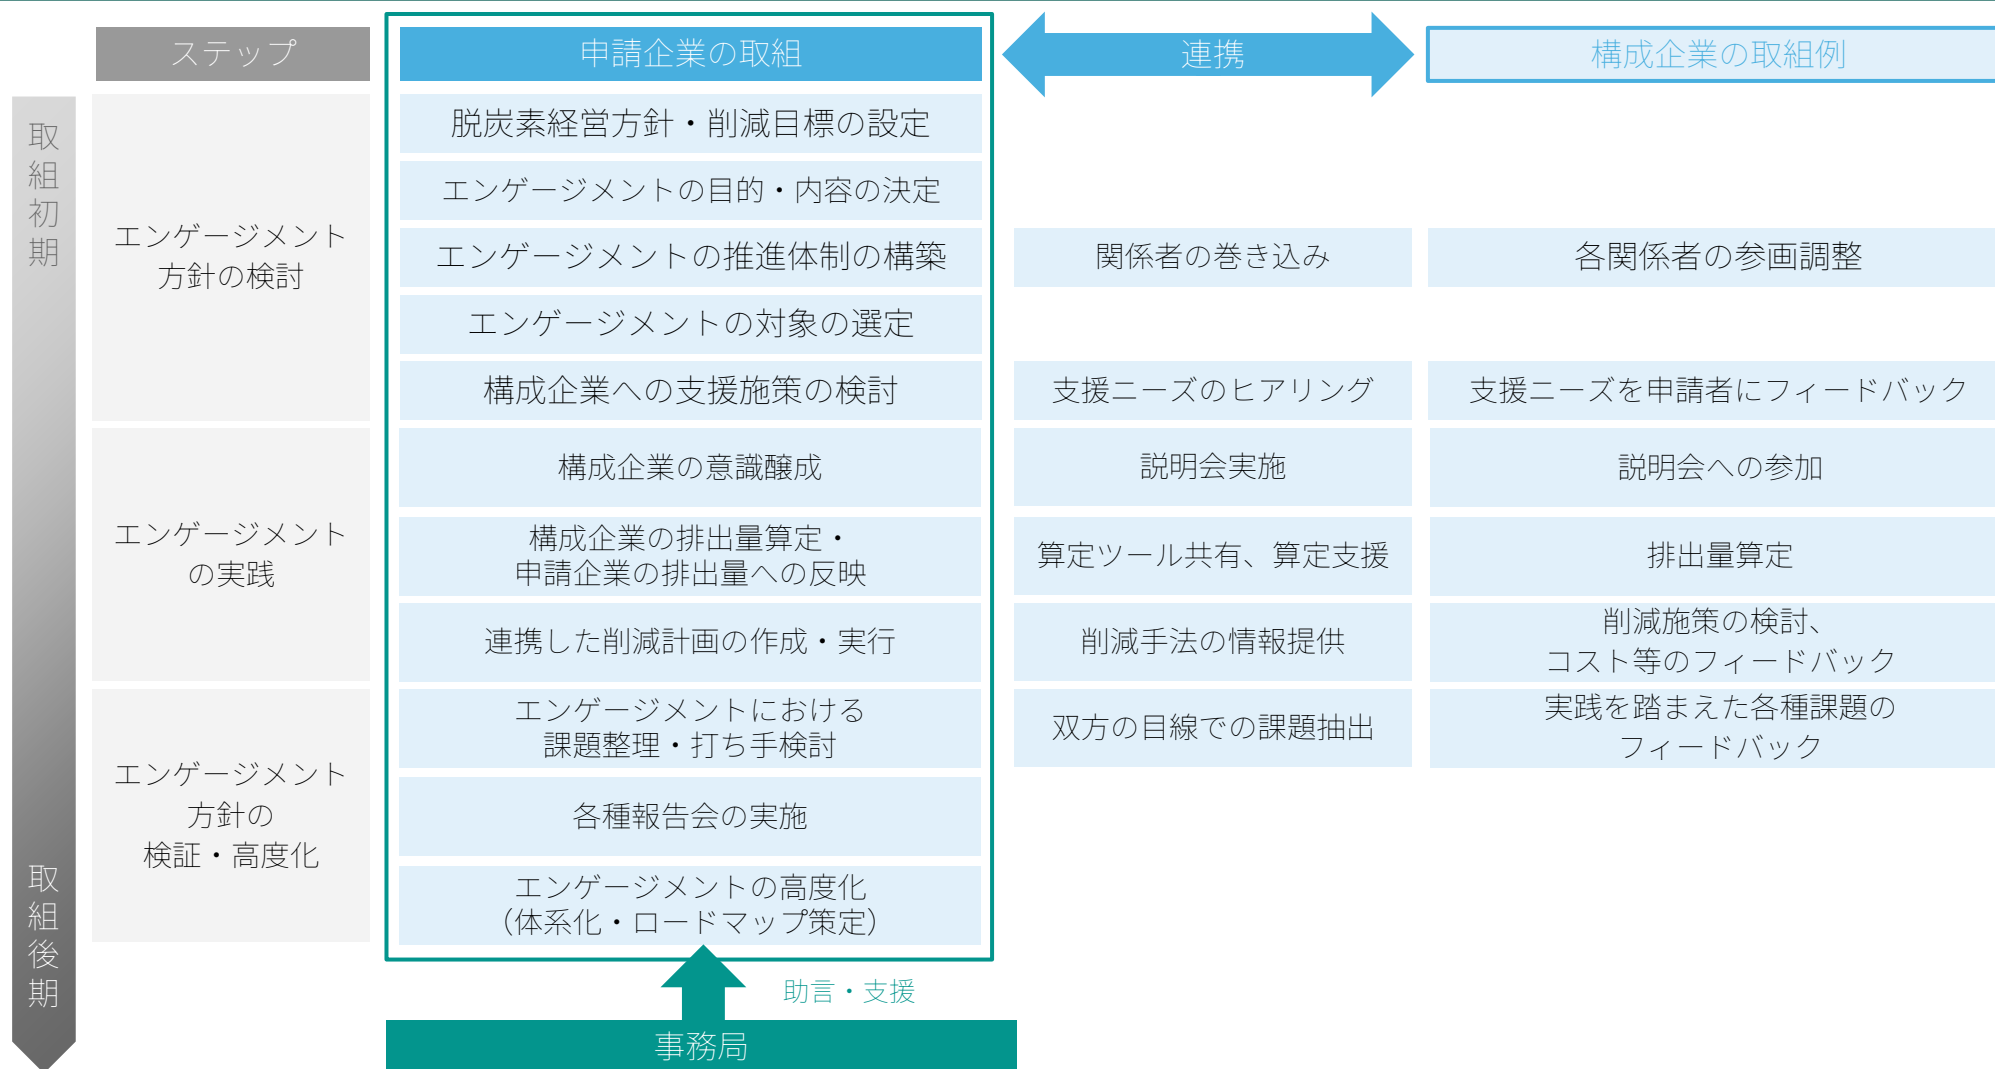 ステップ
申請企業の取組
連携
構成企業の取組例
取組初期
エンゲージメント
方針の検討
脱炭素経営方針・削減目標の設定
エンゲージメントの目的・内容の決定
エンゲージメントの推進体制の構築
関係者の巻き込み
各関係者の参画調整
エンゲージメントの対象の選定
構成企業への支援施策の検討
支援ニーズのヒアリング
支援ニーズを申請者にフィードバック
エンゲージメント
の実践
構成企業の意識醸成
説明会実施
説明会への参加
構成企業の排出量算定・
申請企業の排出量への反映
算定ツール共有、算定支援
排出量算定
連携した削減計画の作成・実行
削減手法の情報提供
削減施策の検討、
コスト等のフィードバック
エンゲージメント
方針の
検証・高度化
エンゲージメントにおける
課題整理・打ち手検討
双方の目線での課題抽出
実践を踏まえた各種課題の
フィードバック
各種報告会の実施
エンゲージメントの高度化
（体系化・ロードマップ策定）
取組後期
助言・支援
事務局